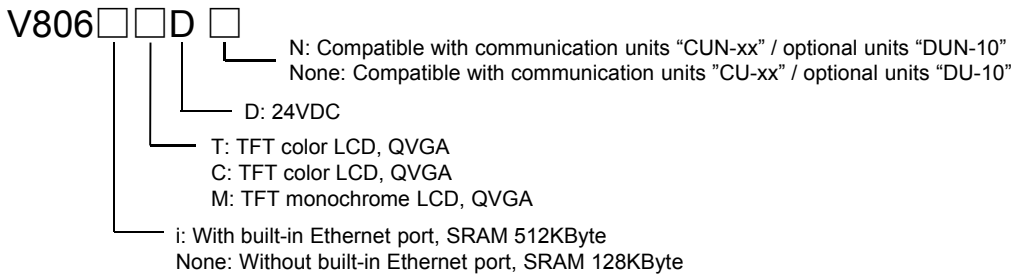 V806□□D □
N: Compatible with communication units “CUN-xx” / optional units “DUN-10”
None: Compatible with communication units ”CU-xx” / optional units “DU-10”
D: 24VDC
T: TFT color LCD, QVGA
C: TFT color LCD, QVGA
M: TFT monochrome LCD, QVGA
i: With built-in Ethernet port, SRAM 512KByte
None: Without built-in Ethernet port, SRAM 128KByte